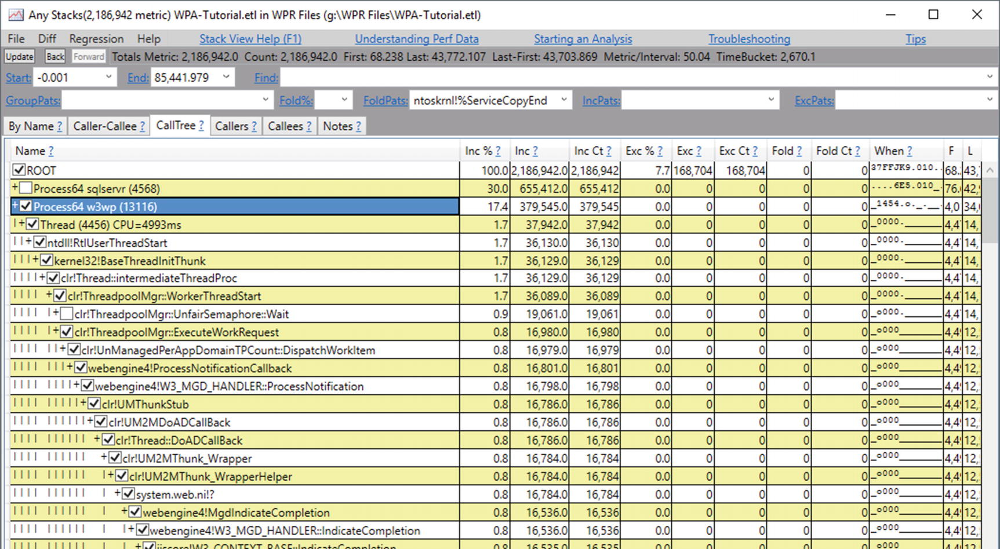 Any Stacks(2,186,942 metric) WPA-Tutorial.etl in WPR Files (g:\WPR Files\WPA-Tutorial.etl)
File Diff Regression Help Stack View Help (F1) Understanding Perf Data Starting an Analysis Troubleshooting Tips
Update Back Forward Totals Metric: 2,186,942.0 Count: 2,186,942.0 First: 68.238 Last: 43,772.107 Last-First: 43,703.869 Metric/Interval: 50.04 TimeBucket: 2,670.1
Start: -0.001 End: 85,441.979 Find:
GroupPats: Fold%: FoldPats: ntoskrnl!%ServiceCopyEnd IncPats: ExcPats:
By Name ? Caller-Callee ? CallTree ? Callers ? Callees ? Notes ?
Name ? Inc % ? Inc ? Inc Ct ? Exc % ? Exc ? Exc Ct ? Fold ? Fold Ct ? When ? F L
ROOT 100.0 2,186,942.0 2,186,942 7.7 168,704 168,704 0 0 37FFJK9.010.. 68. 43,
+ Process64 sqlservr (4568) 30.0 655,412.0 655,412 0.0 0 0 0 0 ....6E5.010_. 76. 42,
+ Process64 w3wp (13116) 17.4 379,545.0 379,545 0.0 0 0 0 0 _1454.o._.-__. 4,0 34,
|+ Thread (4456) CPU=4993ms 1.7 37,942.0 37,942 0.0 0 0 0 0 _0000.______ 4,4 14,
||+ ntdll!RtlUserThreadStart 1.7 36,130.0 36,130 0.0 0 0 0 0 _0000.______ 4,4 14,
|||+ kernel32!BaseThreadInitThunk 1.7 36,129.0 36,129 0.0 0 0 0 0 _0000.______ 4,4 14,
||||+ clr!Thread::intermediateThreadProc 1.7 36,129.0 36,129 0.0 0 0 0 0 _0000.______ 4,4 14,
|||| + clr!ThreadpoolMgr::WorkerThreadStart 1.7 36,089.0 36,089 0.0 0 0 0 0 _0000.______ 4,4 14,
|||| |+ clr!ThreadpoolMgr::UnfairSemaphore::Wait 0.9 19,061.0 19,061 0.0 0 0 0 0 _o000.______ 4,4 14,
|||| |+ clr!ThreadpoolMgr::ExecuteWorkRequest 0.8 16,980.0 16,980 0.0 0 0 0 0 _o000______ 4,4 12,
|||| ||+ clr!UnManagedPerAppDomainTPCount::DispatchWorkItem 0.8 16,979.0 16,979 0.0 0 0 0 0 _o000______ 4,4 12,
|||| |||+ webengine4!ProcessNotificationCallback 0.8 16,801.0 16,801 0.0 0 0 0 0 _o000______ 4,4 12,
|||| ||||+ webengine4!W3_MGD_HANDLER::ProcessNotification 0.8 16,798.0 16,798 0.0 0 0 0 0 _o000______ 4,4 12,
|||| |||||+ clr!UMThunkStub 0.8 16,786.0 16,786 0.0 0 0 0 0 _o000______ 4,4 12,
|||| ||||||+ clr!UM2MDoADCallBack 0.8 16,786.0 16,786 0.0 0 0 0 0 _o000______ 4,4 12,
|||| |||||| + clr!Thread::DoADCallBack 0.8 16,786.0 16,786 0.0 0 0 0 0 _o000______ 4,4 12,
|||| |||||| + clr!UM2MThunk_Wrapper 0.8 16,784.0 16,784 0.0 0 0 0 0 _o000______ 4,4 12,
|||| |||||| |+ clr!UM2MThunk_WrapperHelper 0.8 16,784.0 16,784 0.0 0 0 0 0 _o000______ 4,4 12,
|||| |||||| | + system.web.ni!? 0.8 16,784.0 16,784 0.0 0 0 0 0 _o000______ 4,4 12,
|||| |||||| | + webengine4!MgdIndicateCompletion 0.8 16,536.0 16,536 0.0 0 0 0 0 _o000______ 4,4 12,
|||| |||||| | |+ webengine4!W3_MGD_HANDLER::IndicateCompletion 0.8 16,536.0 16,536 0.0 0 0 0 0 _o000______ 4,4 12,
|||| |||||| | | + iiscore!W3_CONTEXT_BASE::IndicateCompletion 0.8 16,535.0 16,535 0.0 0 0 0 0 _o000______ 4,4 12,